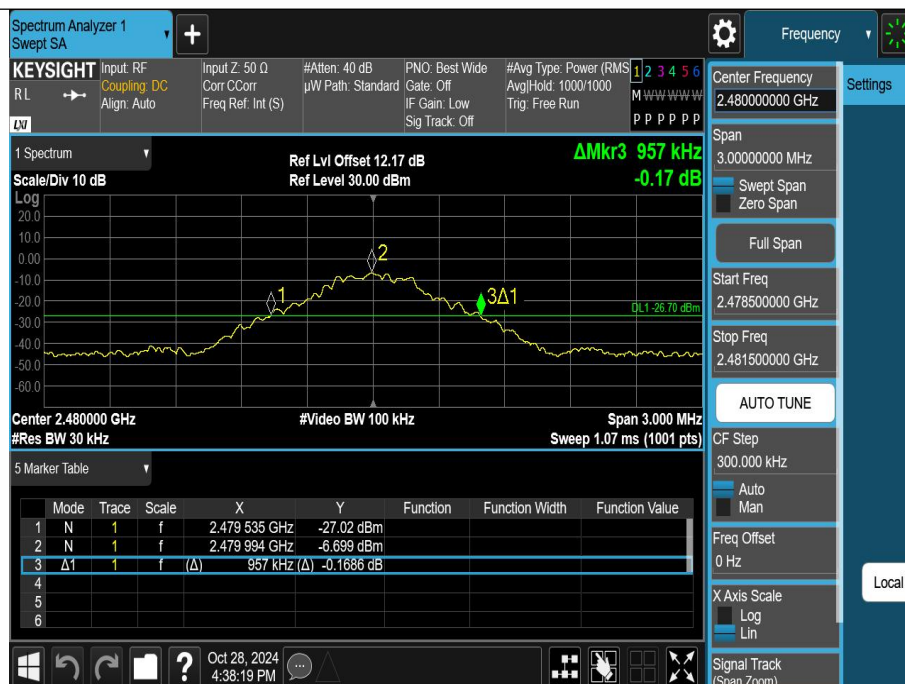 Spectrum Analyzer 1
Swept SA
Frequency
KEYSIGHT
RL
LXI
Input: RF
Coupling: DC
Align: Auto
Input Z: 50 Ω
Corr CCorr
Freq Ref: Int (S)
#Atten: 40 dB
µW Path: Standard
PNO: Best Wide
Gate: Off
IF Gain: Low
Sig Track: Off
#Avg Type: Power (RMS
Avg|Hold: 1000/1000
Trig: Free Run
1 2 3 4 5 6
M W W W W W
P P P P P P
1 Spectrum
Scale/Div 10 dB
Ref Lvl Offset 12.17 dB
Ref Level 30.00 dBm
ΔMkr3 957 kHz
-0.17 dB
Log
20.0
10.0
0.00
-10.0
-20.0
-30.0
-40.0
-50.0
-60.0
2
1
3Δ1
DL1 -26.70 dBm
Center 2.480000 GHz
#Video BW 100 kHz
Span 3.000 MHz
#Res BW 30 kHz
Sweep 1.07 ms (1001 pts)
5 Marker Table
Mode Trace Scale X Y Function Function Width Function Value
1 N 1 f 2.479 535 GHz -27.02 dBm
2 N 1 f 2.479 994 GHz -6.699 dBm
3 Δ1 1 f (Δ) 957 kHz (Δ) -0.1686 dB
4
5
6
?
Oct 28, 2024
4:38:19 PM
Center Frequency
2.480000000 GHz
Settings
Span
3.00000000 MHz
Swept Span
Zero Span
Full Span
Start Freq
2.478500000 GHz
Stop Freq
2.481500000 GHz
AUTO TUNE
CF Step
300.000 kHz
Auto
Man
Freq Offset
0 Hz
Local
X Axis Scale
Log
Lin
Signal Track
(Span Zoom)